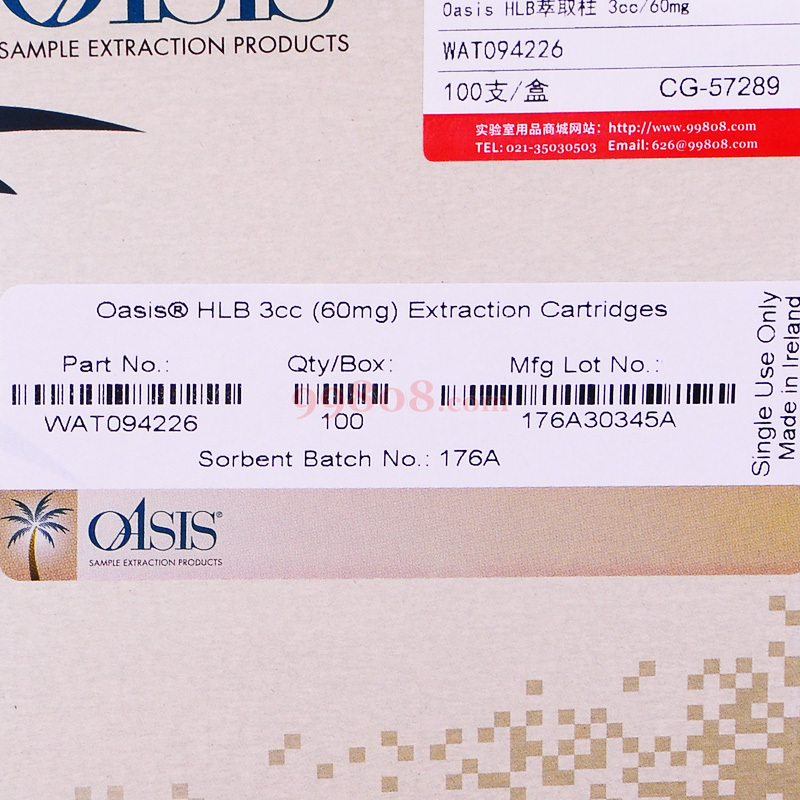 OASIS
SAMPLE EXTRACTION PRODUCTS
Oasis HLB萃取柱 3cc/60mg
WAT094226
100支/盒 CG-57289
实验室用品商城网站：http://www.99808.com
TEL: 021-35030503 Email: 626@99808.com
Oasis® HLB 3cc (60mg) Extraction Cartridges
Part No.: Qty/Box: Mfg Lot No.:
99808.com
WAT094226 100 176A30345A
Sorbent Batch No.: 176A
Single Use Only
Made in Ireland
OASIS®
SAMPLE EXTRACTION PRODUCTS